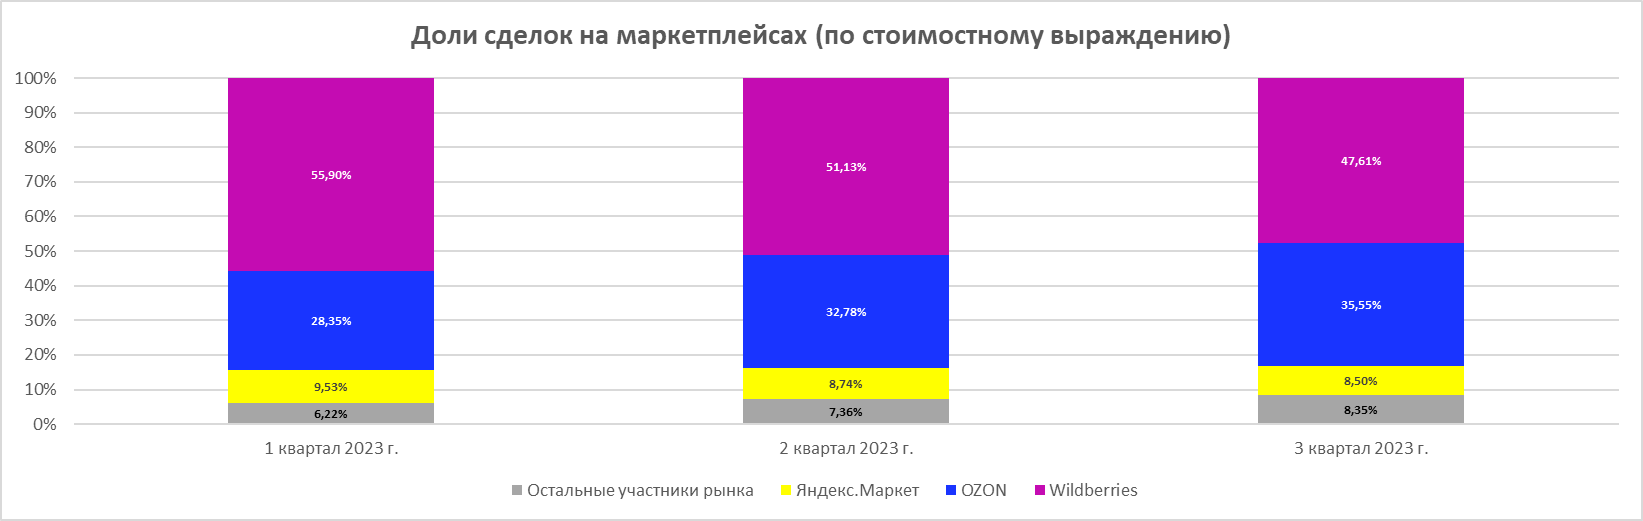 Доли сделок на маркетплейсах (по стоимостному выражению)
100%
90%
80%
70%
60%
50%
40%
30%
20%
10%
0%
55,90%
28,35%
9,53%
6,22%
51,13%
32,78%
8,74%
7,36%
47,61%
35,55%
8,50%
8,35%
1 квартал 2023 г.
2 квартал 2023 г.
3 квартал 2023 г.
Остальные участники рынка
Яндекс.Маркет
OZON
Wildberries